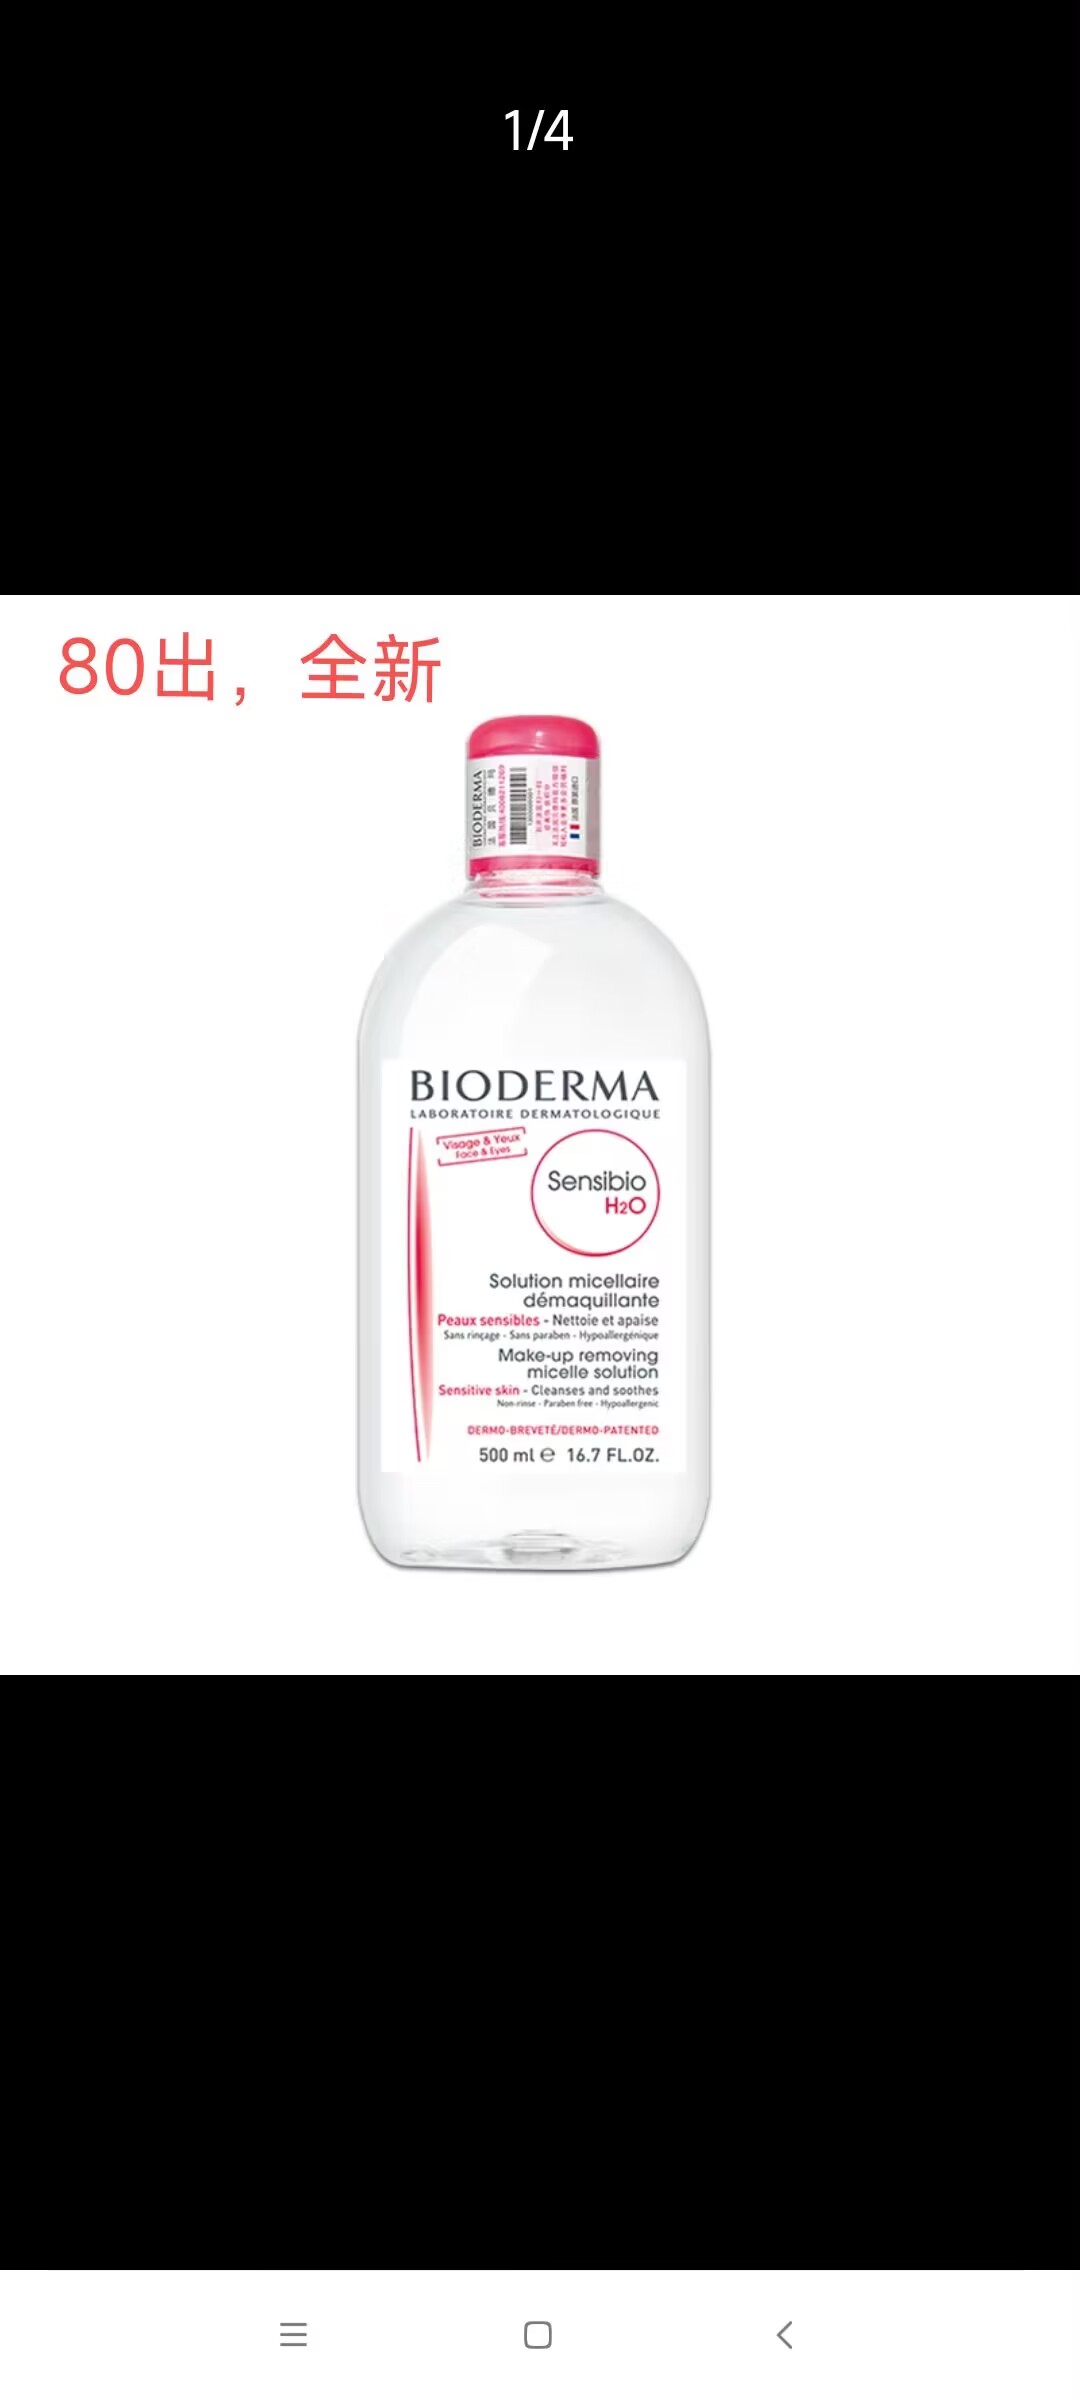 1/4
80出，全新
BIODERMA
BIODERMA
LABORATOIRE DERMATOLOGIQUE
Visage & Yeux
Face & Eyes
Sensibio
H2O
Solution micellaire
démaquillante
Peaux sensibles - Nettoie et apaise
Sans rinçage - Sans paraben - Hypoallergénique
Make-up removing
micelle solution
Sensitive skin - Cleanses and soothes
Non-rinse - Paraben free - Hypoallergenic
DERMO-BREVETÉ/DERMO-PATENTED
500 ml ℮ 16.7 FL.OZ.